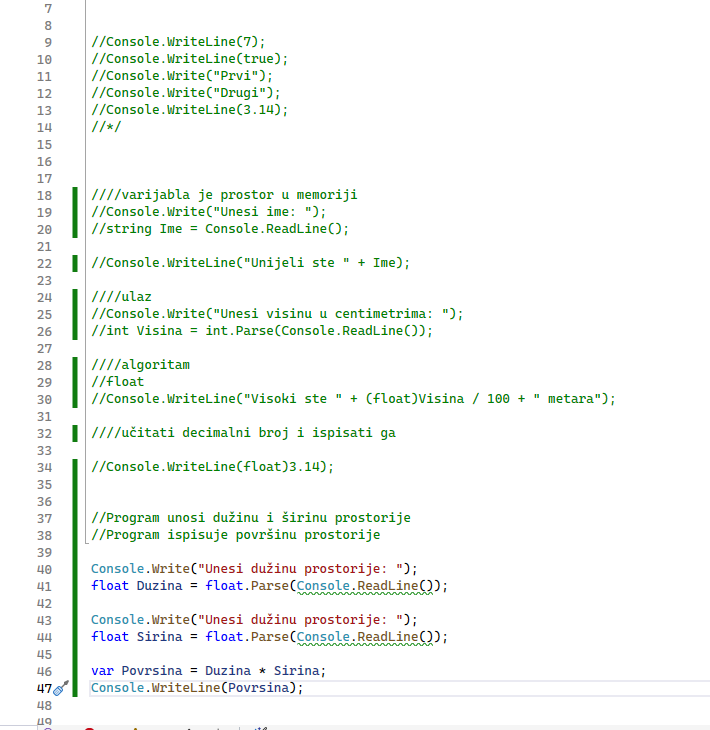 7
8
9 //Console.WriteLine(7);
10 //Console.WriteLine(true);
11 //Console.Write("Prvi");
12 //Console.Write("Drugi");
13 //Console.WriteLine(3.14);
14 //*/
15
16
17
18 ////varijabla je prostor u memoriji
19 //Console.Write("Unesi ime: ");
20 //string Ime = Console.ReadLine();
21
22 //Console.WriteLine("Unijeli ste " + Ime);
23
24 ////ulaz
25 //Console.Write("Unesi visinu u centimetrima: ");
26 //int Visina = int.Parse(Console.ReadLine());
27
28 ////algoritam
29 //float
30 //Console.WriteLine("Visoki ste " + (float)Visina / 100 + " metara");
31
32 ////učitati decimalni broj i ispisati ga
33
34 //Console.WriteLine(float)3.14);
35
36
37 //Program unosi dužinu i širinu prostorije
38 //Program ispisuje površinu prostorije
39
40 Console.Write("Unesi dužinu prostorije: ");
41 float Duzina = float.Parse(Console.ReadLine());
42
43 Console.Write("Unesi dužinu prostorije: ");
44 float Sirina = float.Parse(Console.ReadLine());
45
46 var Povrsina = Duzina * Sirina;
47 Console.WriteLine(Povrsina);
48
49